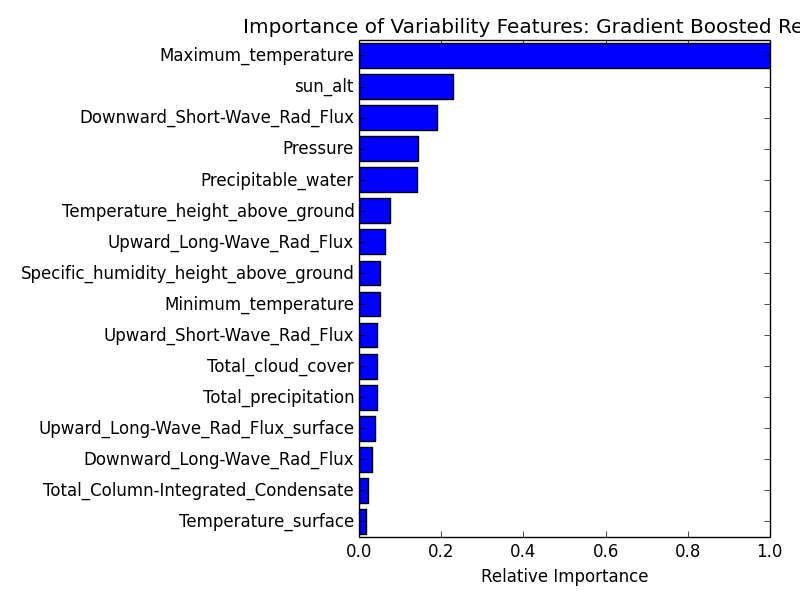 Importance of Variability Features: Gradient Boosted Re
Maximum_temperature
sun_alt
Downward_Short-Wave_Rad_Flux
Pressure
Precipitable_water
Temperature_height_above_ground
Upward_Long-Wave_Rad_Flux
Specific_humidity_height_above_ground
Minimum_temperature
Upward_Short-Wave_Rad_Flux
Total_cloud_cover
Total_precipitation
Upward_Long-Wave_Rad_Flux_surface
Downward_Long-Wave_Rad_Flux
Total_Column-Integrated_Condensate
Temperature_surface
0.0 0.2 0.4 0.6 0.8 1.0
Relative Importance